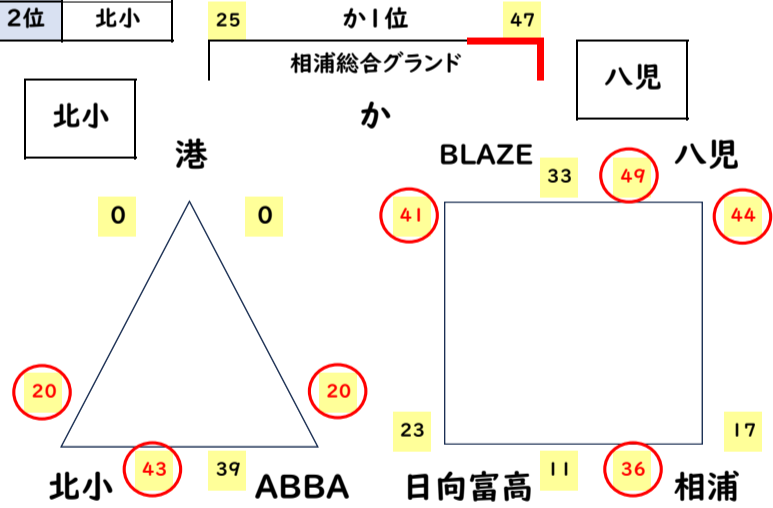 2位 北小 25 か1位 47
相浦総合グランド
北小 か 八児
港 BLAZE 33 49 八児
0 0 41 44
20 20 23 17
北小 43 39 ABBA 日向富高 11 36 相浦